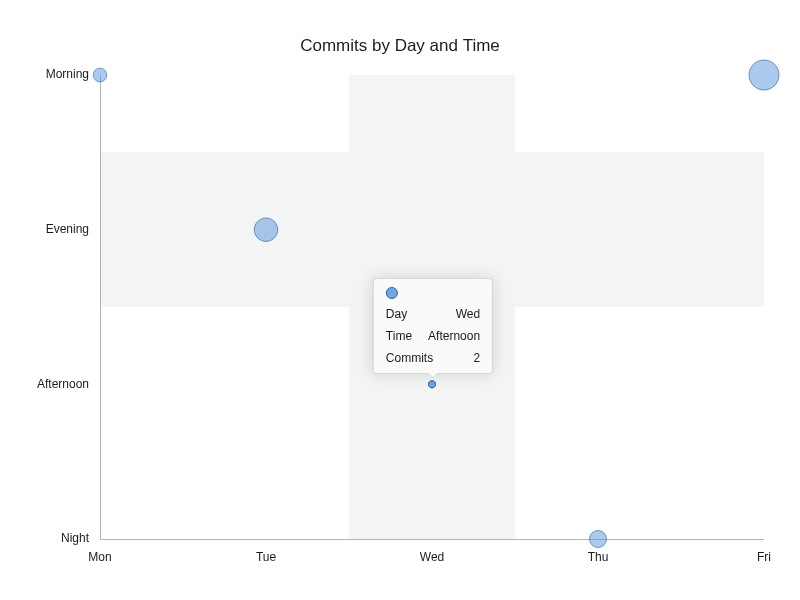 Commits by Day and Time
Morning
Evening
Afternoon
Night
Day Wed
Time Afternoon
Commits 2
Mon Tue Wed Thu Fri